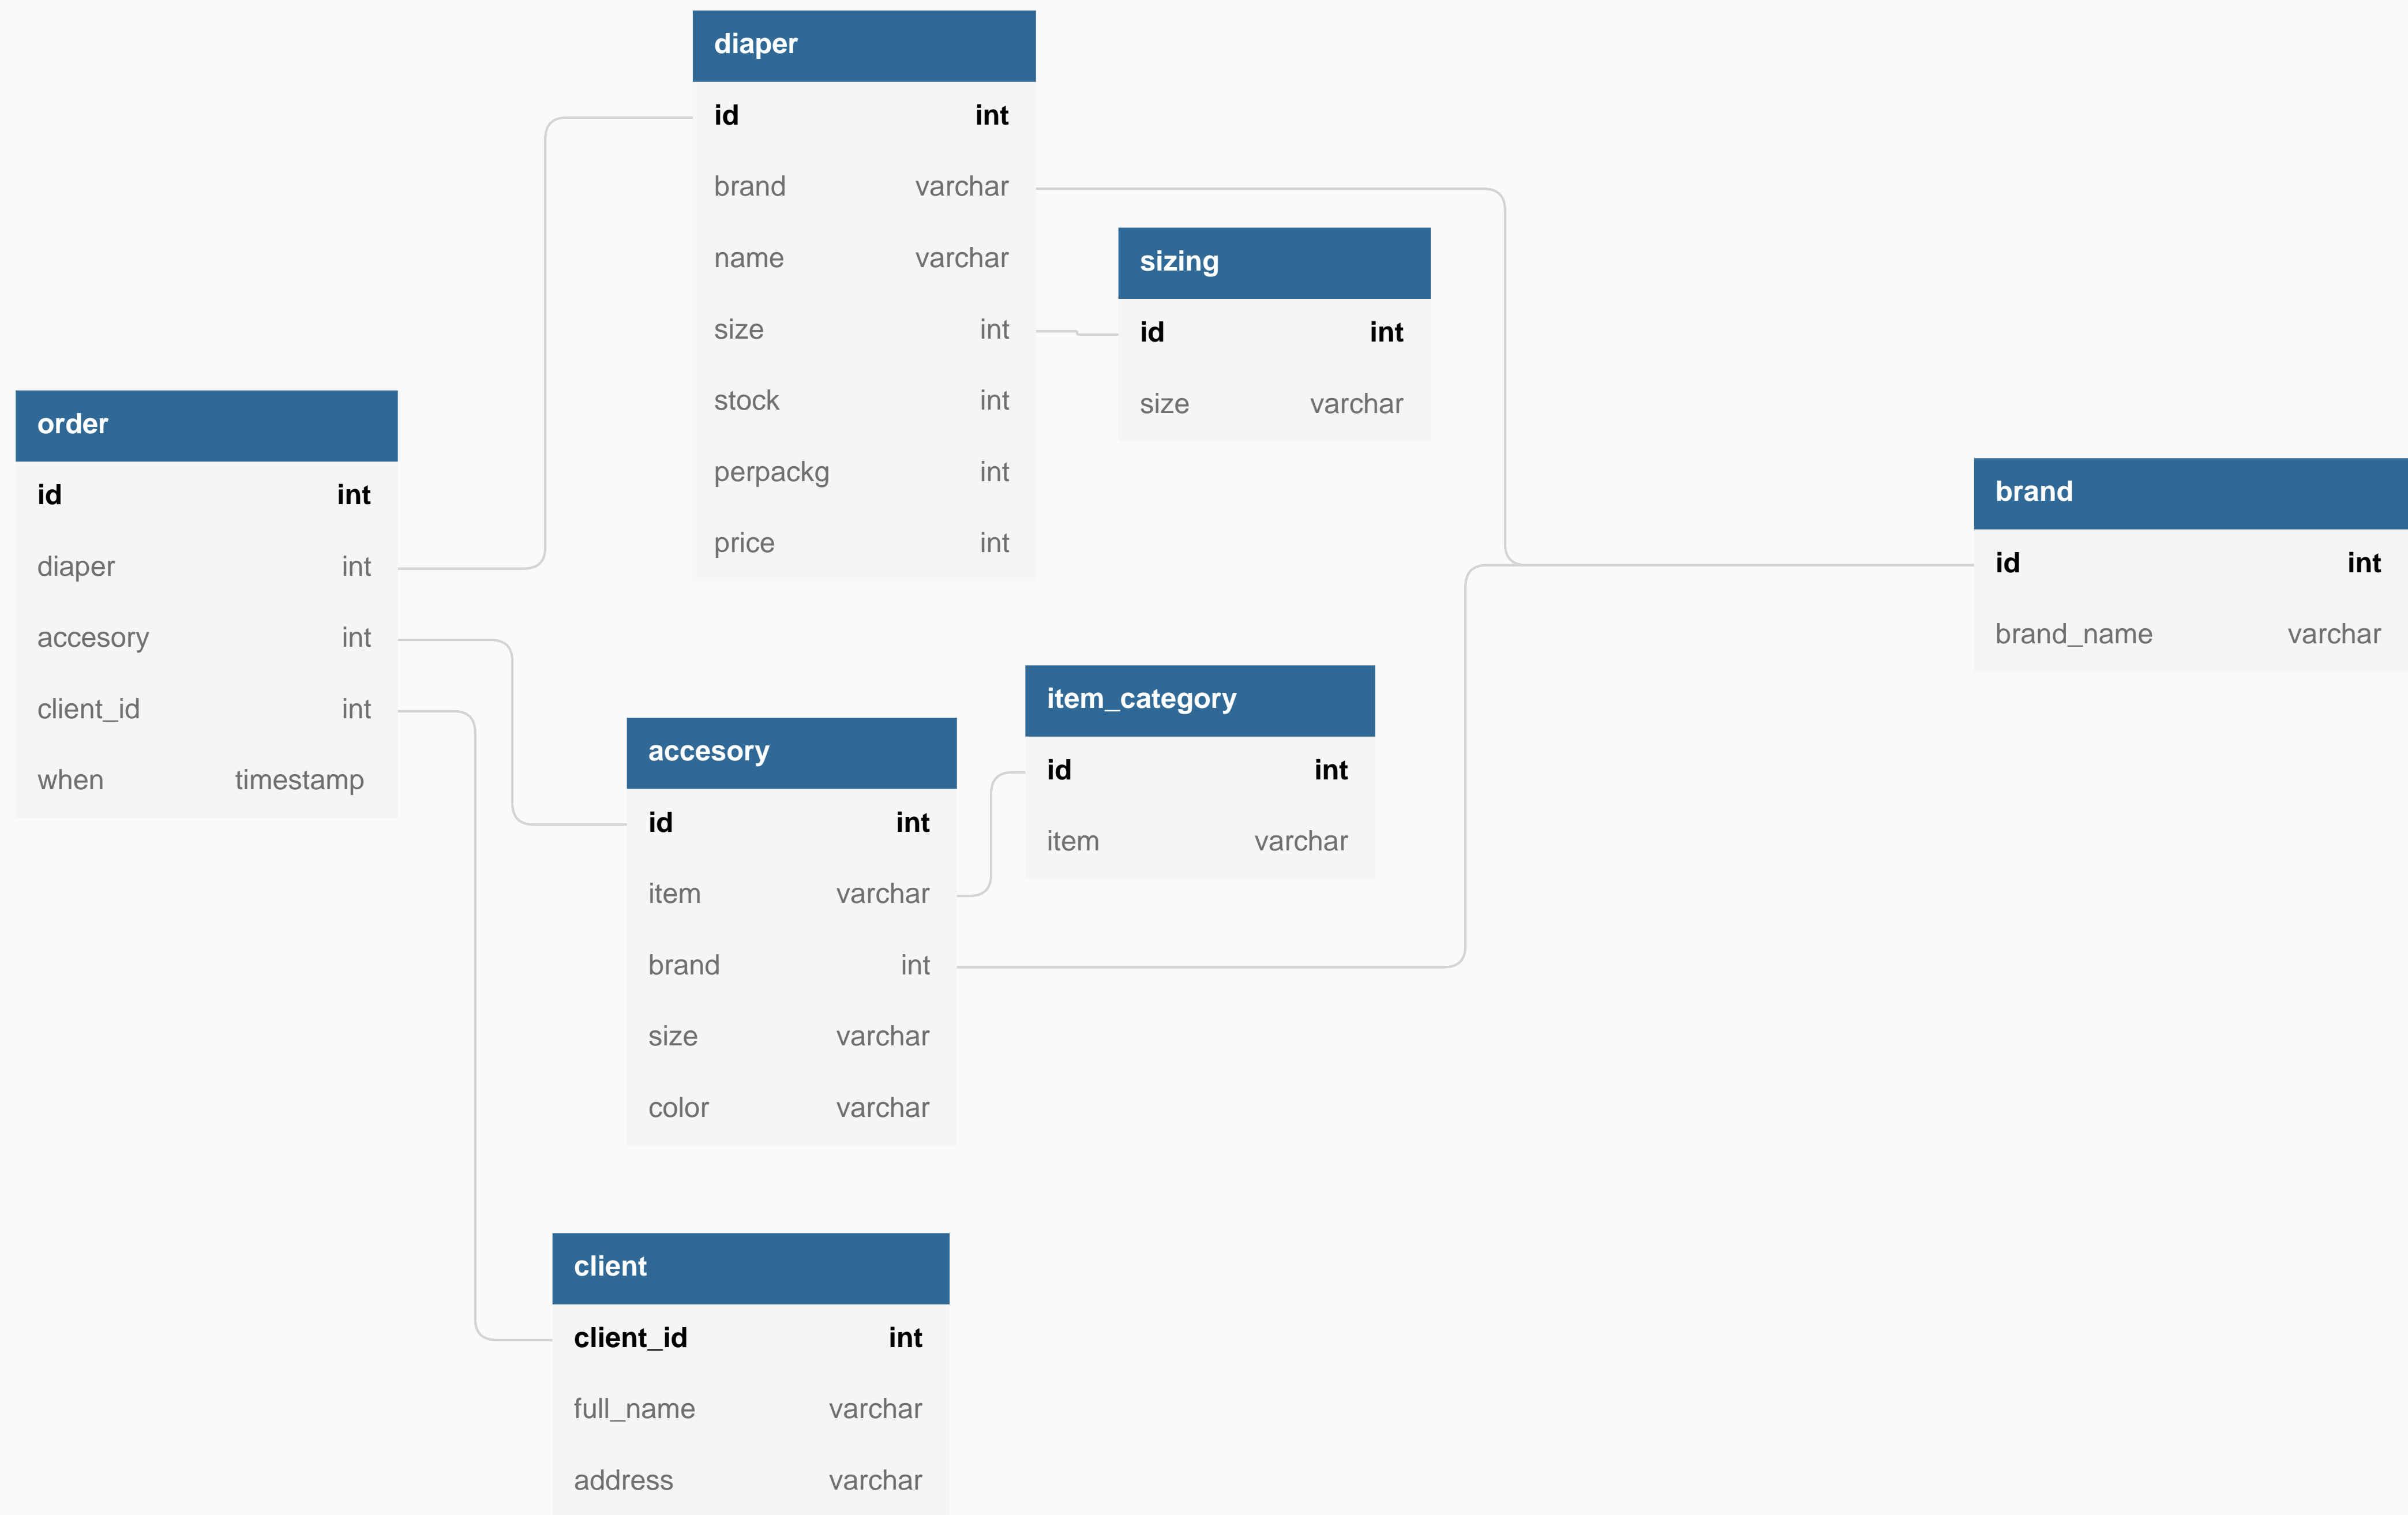 diaper
id int
brand varchar
name varchar
size int
stock int
perpackg int
price int
sizing
id int
size varchar
order
id int
diaper int
accesory int
client_id int
when timestamp
brand
id int
brand_name varchar
item_category
id int
item varchar
accesory
id int
item varchar
brand int
size varchar
color varchar
client
client_id int
full_name varchar
address varchar